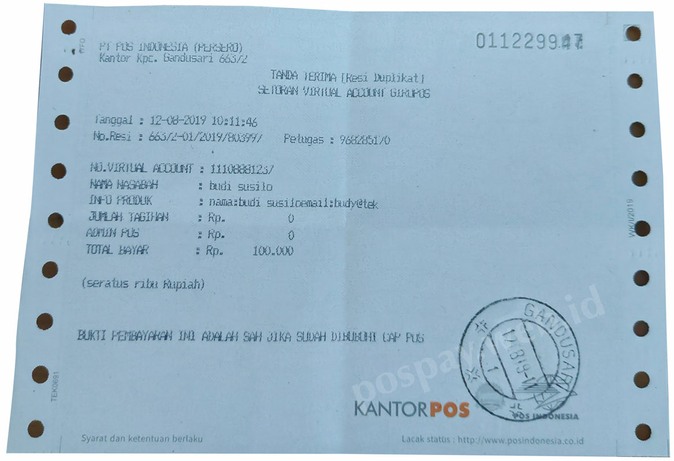 PT POS INDONESIA (PERSERO)
Kantor Kpc. Gandusari 66372
TANDA TERIMA [Resi Duplikat]
SETORAN VIRTUAL ACCOUNT GIROPOS
Tanggal : 12-08-2019 10:11:46
No.Resi : 66372-01/2019/803997 Petugas : 968285170
NO.VIRTUAL ACCOUNT : 11108881237
NAMA NASABAH : budi susilo
INFO PRODUK : nama:budi susiloemail:budy@tek
JUMLAH TAGIHAN : Rp. 0
ADMIN POS : Rp. 0
TOTAL BAYAR : Rp. 100.000
(seratus ribu Rupiah)
BUKTI PEMBAYARAN INI ADALAH SAH JIKA SUDAH DIBUBUHI CAP POS
GANDUSARI
KANTORPOS
POS INDONESIA
Syarat dan ketentuan berlaku
Lacak status : http://www.posindonesia.co.id